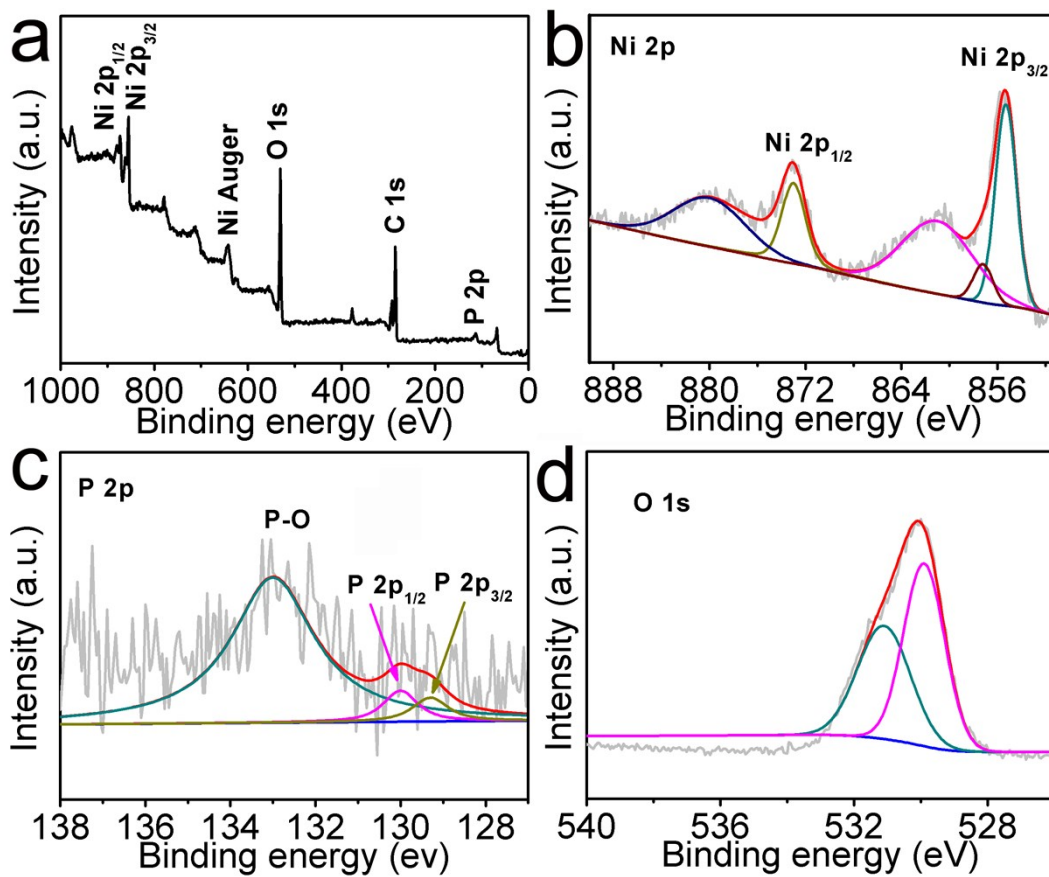 a
Ni 2p1/2
Ni 2p3/2
Ni Auger
O 1s
C 1s
P 2p
Intensity (a.u.)
1000 800 600 400 200 0
Binding energy (eV)
b
Ni 2p
Ni 2p3/2
Ni 2p1/2
Intensity (a.u.)
888 880 872 864 856
Binding energy (eV)
c
P 2p
P-O
P 2p1/2
P 2p3/2
Intensity (a.u.)
138 136 134 132 130 128
Binding energy (ev)
d
O 1s
Intensity (a.u.)
540 536 532 528
Binding energy (eV)